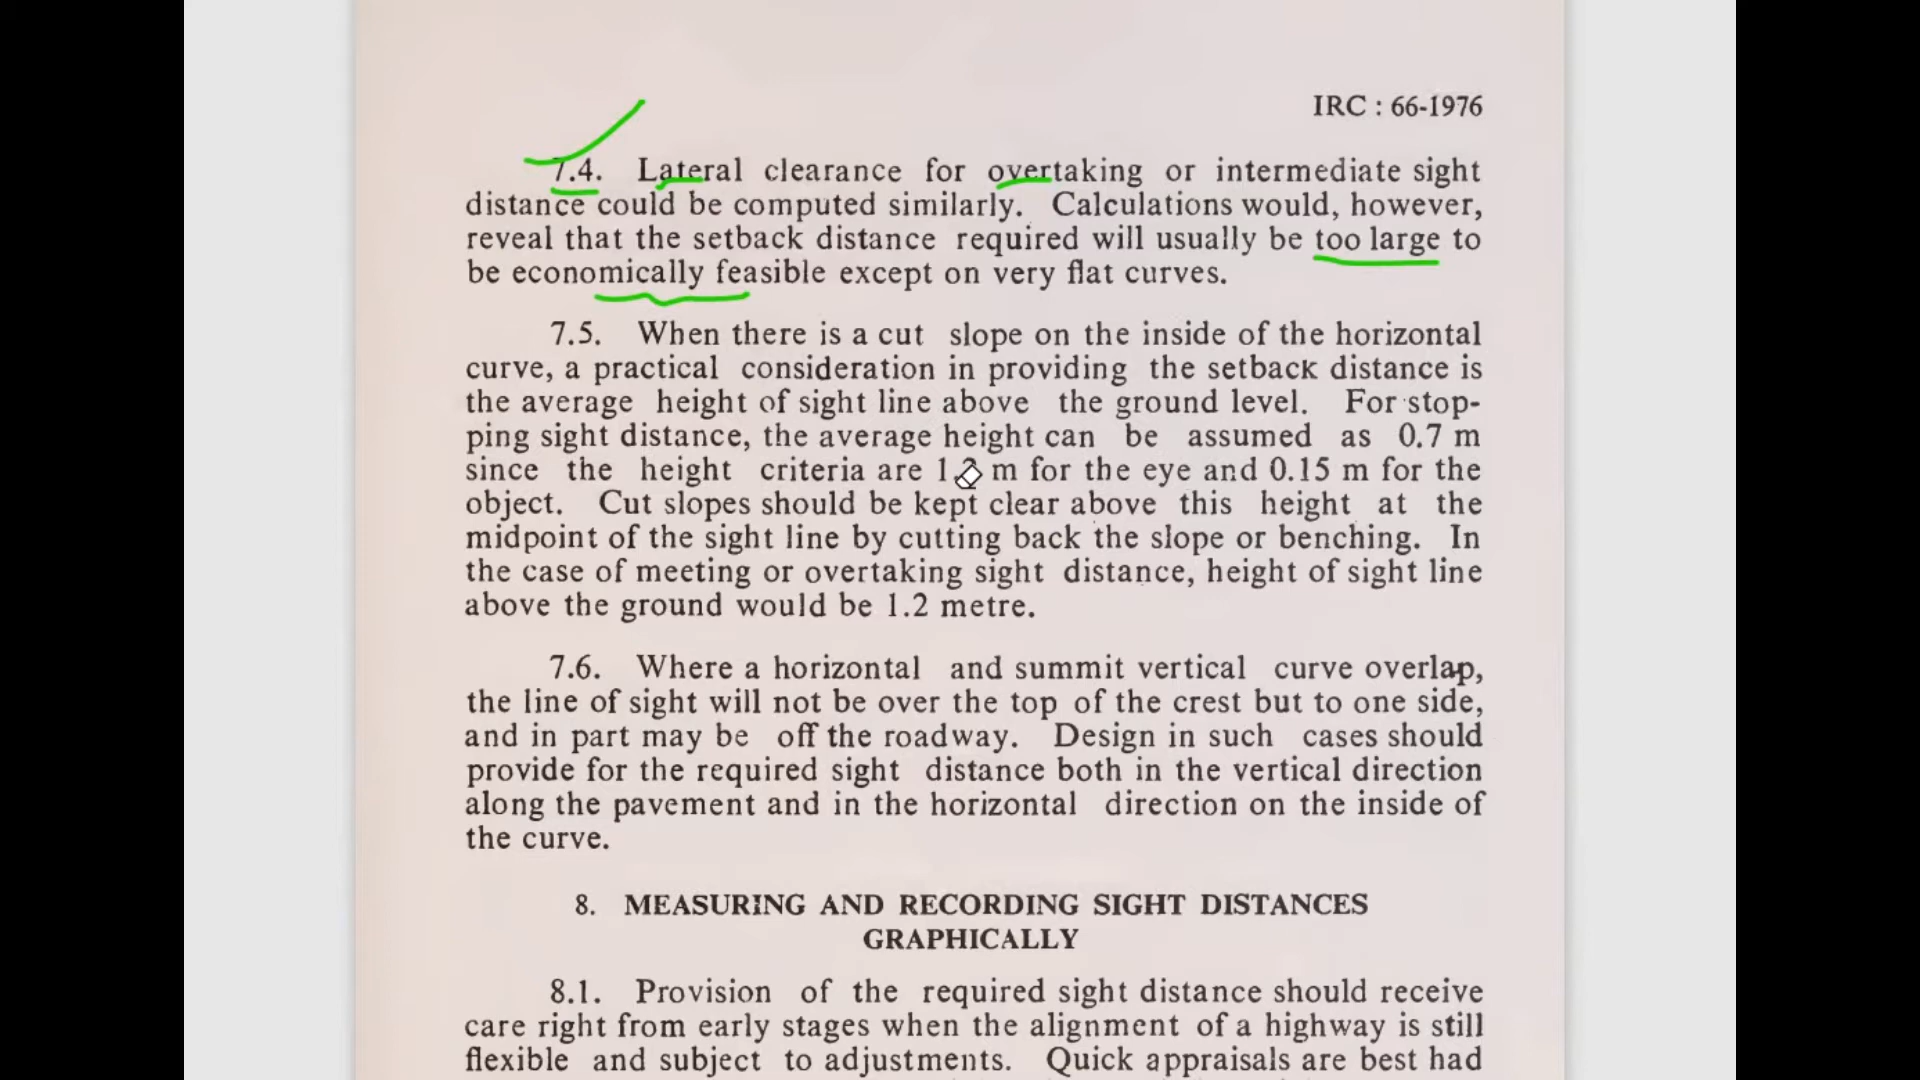 IRC : 66-1976
7.4. Lateral clearance for overtaking or intermediate sight
distance could be computed similarly. Calculations would, however,
reveal that the setback distance required will usually be too large to
be economically feasible except on very flat curves.
7.5. When there is a cut slope on the inside of the horizontal
curve, a practical consideration in providing the setback distance is
the average height of sight line above the ground level. For stop-
ping sight distance, the average height can be assumed as 0.7 m
since the height criteria are 1.2 m for the eye and 0.15 m for the
object. Cut slopes should be kept clear above this height at the
midpoint of the sight line by cutting back the slope or benching. In
the case of meeting or overtaking sight distance, height of sight line
above the ground would be 1.2 metre.
7.6. Where a horizontal and summit vertical curve overlap,
the line of sight will not be over the top of the crest but to one side,
and in part may be off the roadway. Design in such cases should
provide for the required sight distance both in the vertical direction
along the pavement and in the horizontal direction on the inside of
the curve.
8. MEASURING AND RECORDING SIGHT DISTANCES
GRAPHICALLY
8.1. Provision of the required sight distance should receive
care right from early stages when the alignment of a highway is still
flexible and subject to adjustments. Quick appraisals are best had